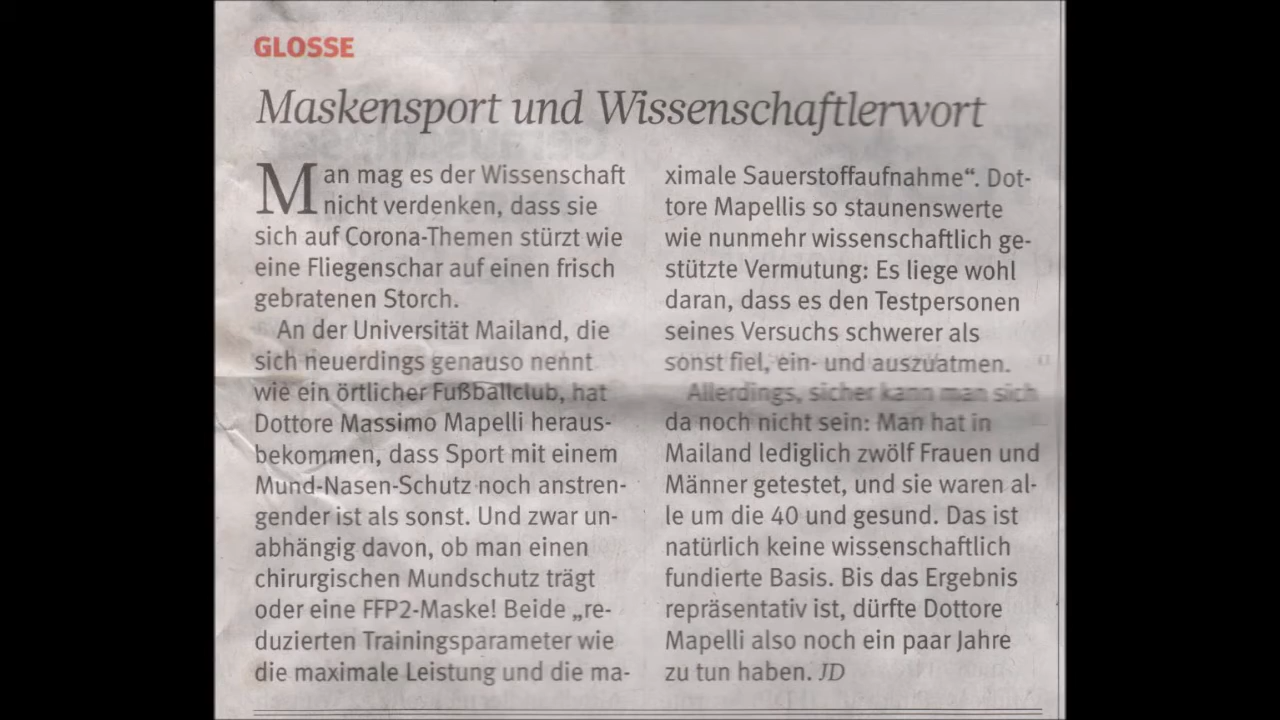 GLOSSE
Maskensport und Wissenschaftlerwort
Man mag es der Wissenschaft
nicht verdenken, dass sie
sich auf Corona-Themen stürzt wie
eine Fliegenschar auf einen frisch
gebratenen Storch.
An der Universität Mailand, die
sich neuerdings genauso nennt
wie ein örtlicher Fußballclub, hat
Dottore Massimo Mapelli heraus-
bekommen, dass Sport mit einem
Mund-Nasen-Schutz noch anstren-
gender ist als sonst. Und zwar un-
abhängig davon, ob man einen
chirurgischen Mundschutz trägt
oder eine FFP2-Maske! Beide „re-
duzierten Trainingsparameter wie
die maximale Leistung und die ma-
ximale Sauerstoffaufnahme“. Dot-
tore Mapellis so staunenswerte
wie nunmehr wissenschaftlich ge-
stützte Vermutung: Es liege wohl
daran, dass es den Testpersonen
seines Versuchs schwerer als
sonst fiel, ein- und auszuatmen.
Allerdings, sicher kann man sich
da noch nicht sein: Man hat in
Mailand lediglich zwölf Frauen und
Männer getestet, und sie waren al-
le um die 40 und gesund. Das ist
natürlich keine wissenschaftlich
fundierte Basis. Bis das Ergebnis
repräsentativ ist, dürfte Dottore
Mapelli also noch ein paar Jahre
zu tun haben. JD